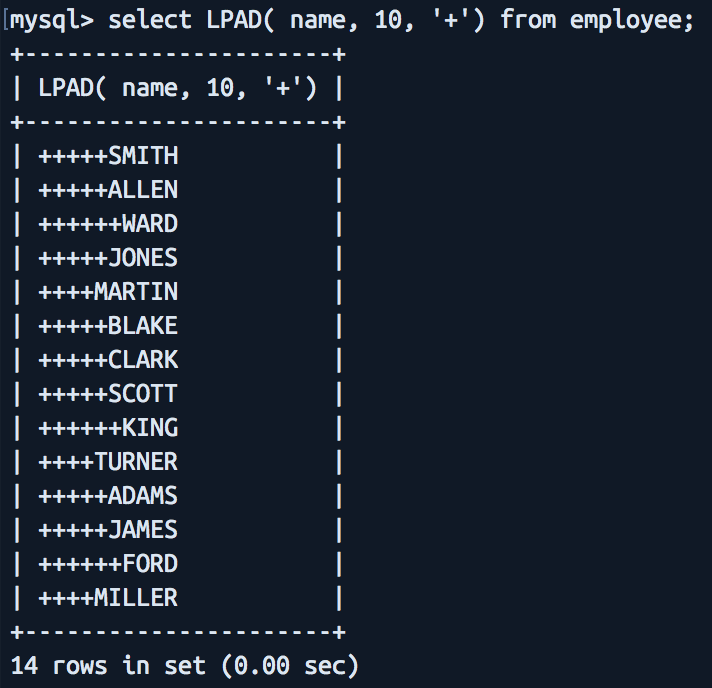 [mysql> select LPAD( name, 10, '+') from employee;
+----------------------+
| LPAD( name, 10, '+') |
+----------------------+
| +++++SMITH           |
| +++++ALLEN           |
| ++++++WARD           |
| +++++JONES           |
| ++++MARTIN           |
| +++++BLAKE           |
| +++++CLARK           |
| +++++SCOTT           |
| ++++++KING           |
| ++++TURNER           |
| +++++ADAMS           |
| +++++JAMES           |
| ++++++FORD           |
| ++++MILLER           |
+----------------------+
14 rows in set (0.00 sec)